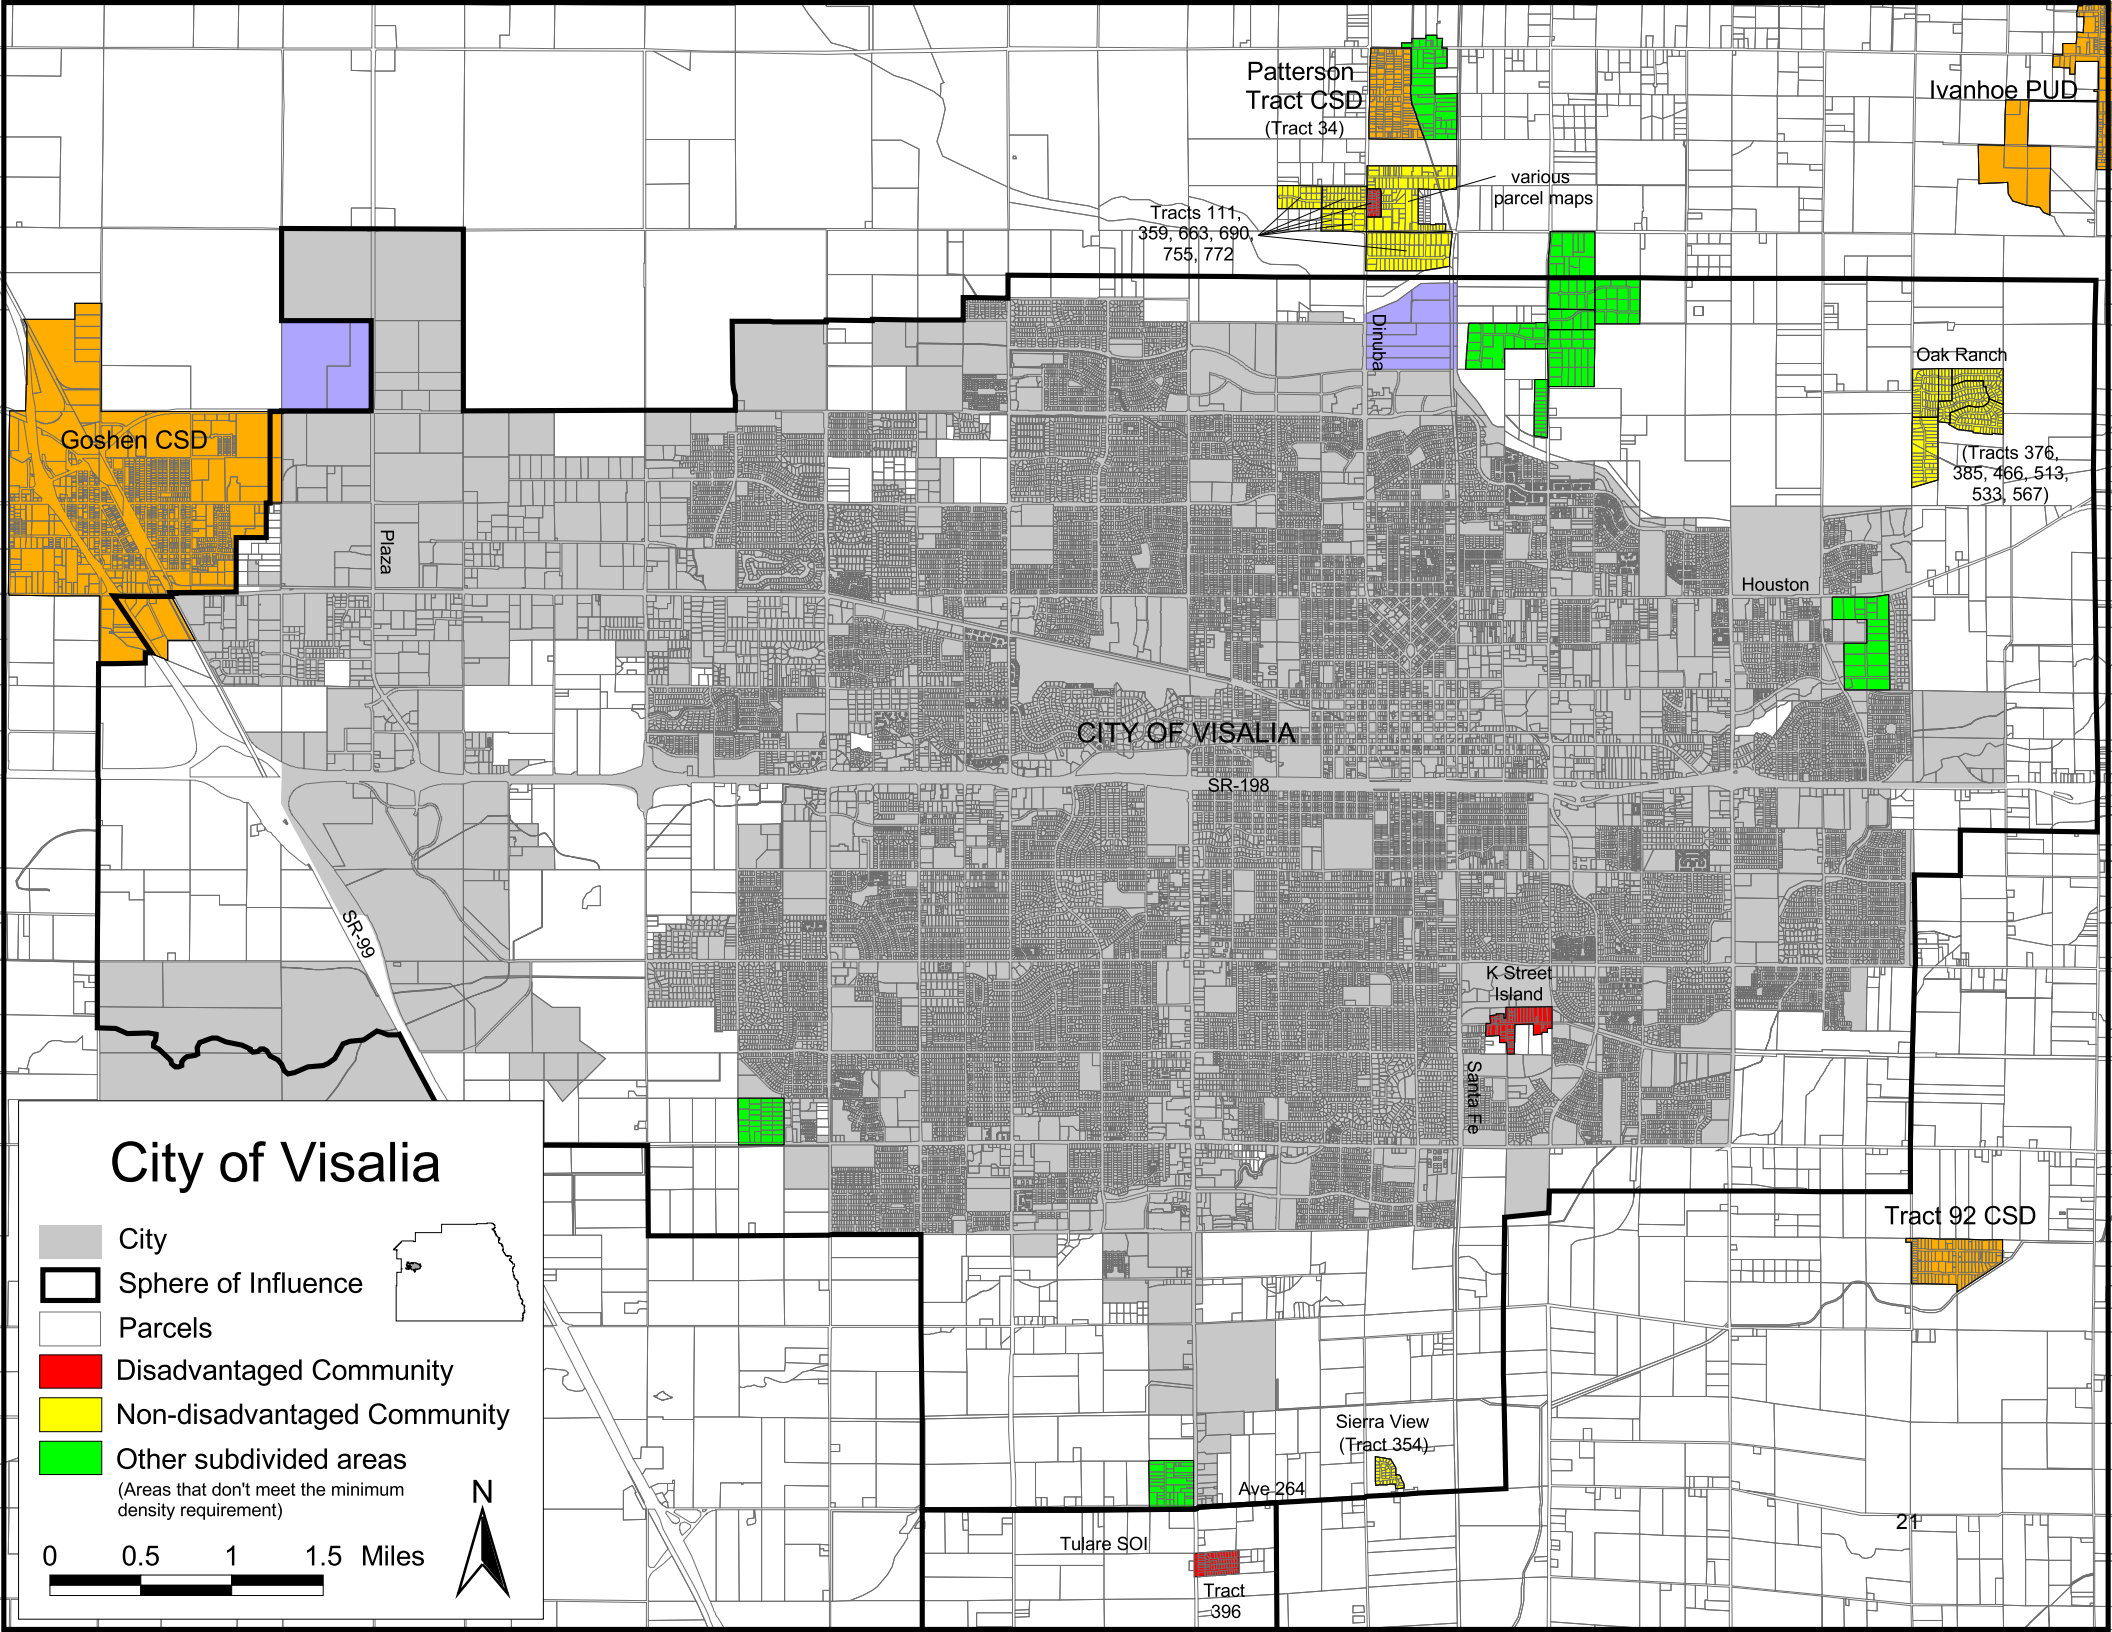 Patterson
Tract CSD
(Tract 34)
Ivanhoe PUD
various
parcel maps
Tracts 111,
359, 663, 690,
755, 772
Dinuba
Oak Ranch
(Tracts 376,
385, 466, 513,
533, 567)
Goshen CSD
Plaza
Houston
CITY OF VISALIA
SR-198
SR-99
K Street
Island
Santa Fe
Tract 92 CSD
Sierra View
(Tract 354)
Ave 264
21
Tulare SOI
Tract
396
City of Visalia
City
Sphere of Influence
Parcels
Disadvantaged Community
Non-disadvantaged Community
Other subdivided areas
(Areas that don't meet the minimum
density requirement)
N
0 0.5 1 1.5 Miles